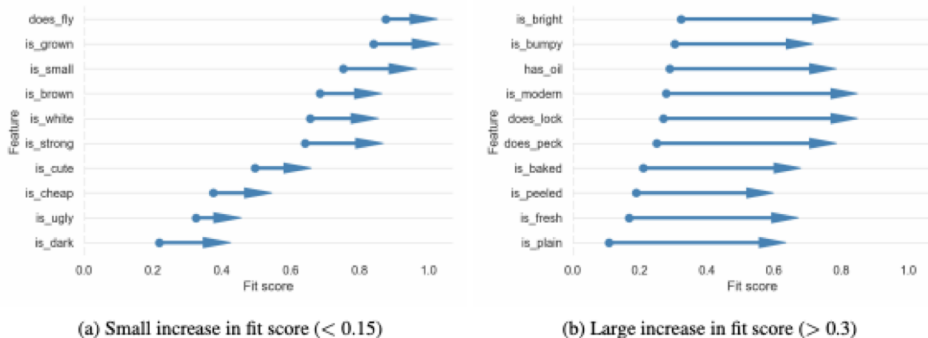 does_fly
is_grown
is_small
is_brown
is_white
is_strong
is_cute
is_cheap
is_ugly
is_dark
Feature
0.0 0.2 0.4 0.6 0.8 1.0
Fit score
(a) Small increase in fit score (< 0.15)
is_bright
is_bumpy
has_oil
is_modern
does_lock
does_peck
is_baked
is_peeled
is_fresh
is_plain
Feature
0.0 0.2 0.4 0.6 0.8 1.0
Fit score
(b) Large increase in fit score (> 0.3)